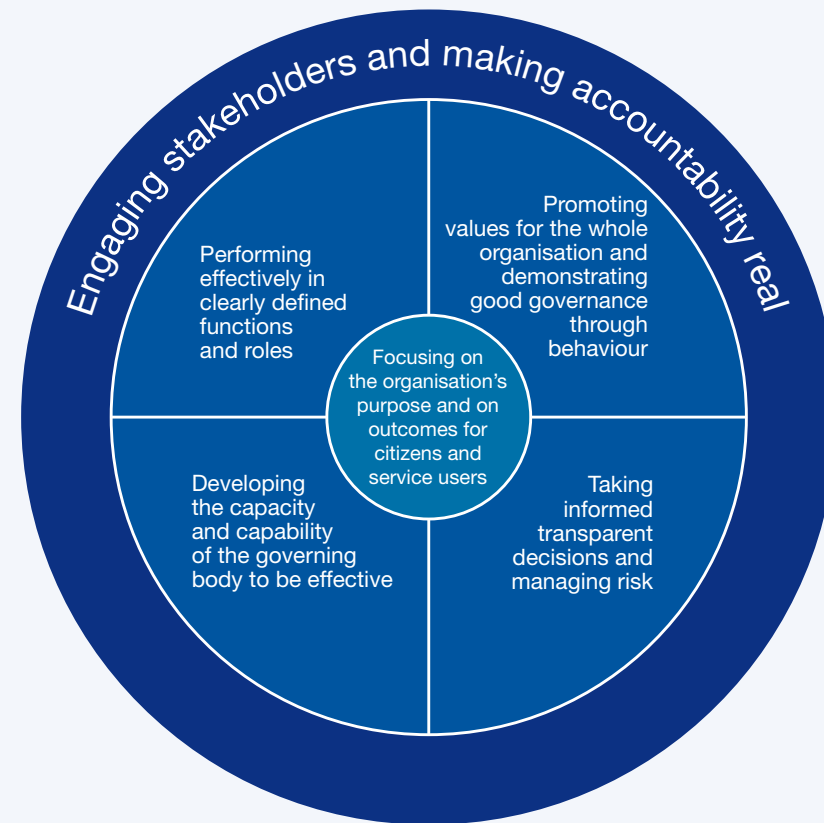 Engaging stakeholders and making accountability real
Performing
effectively in
clearly defined
functions
and roles
Promoting
values for the whole
organisation and
demonstrating
good governance
through
behaviour
Focusing on
the organisation’s
purpose and on
outcomes for
citizens and
service users
Developing
the capacity
and capability
of the governing
body to be effective
Taking
informed
transparent
decisions and
managing risk